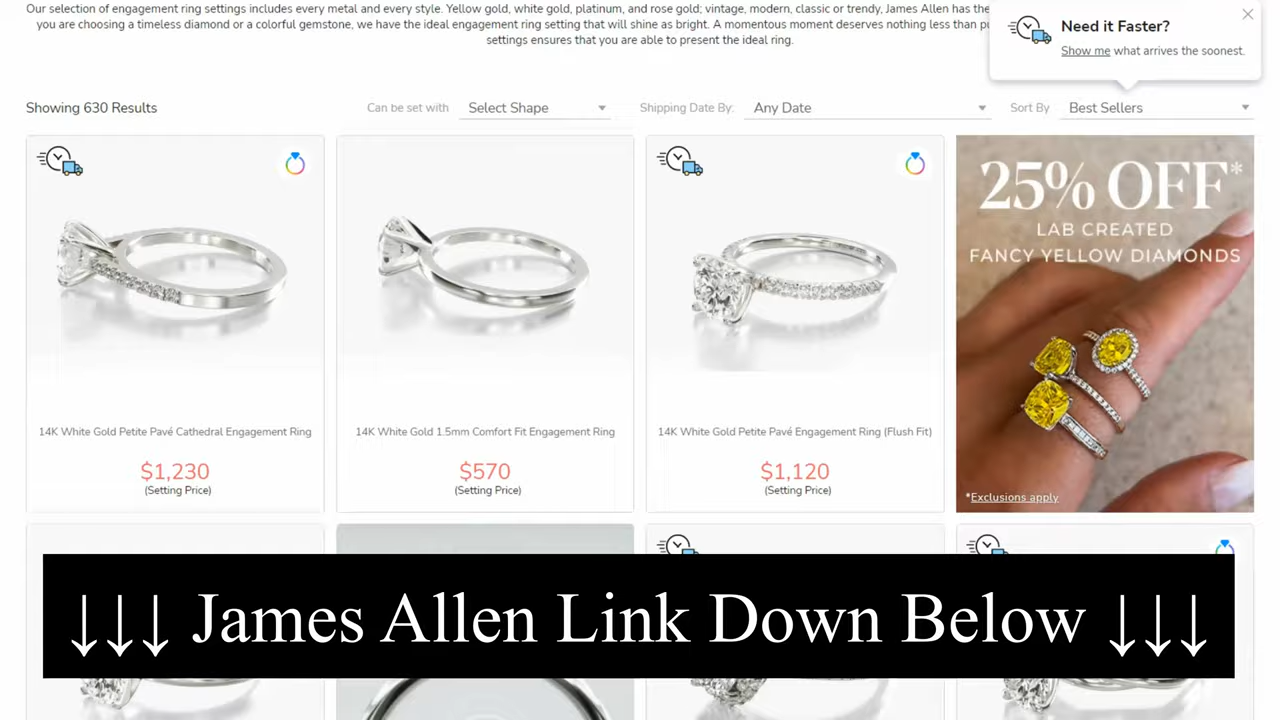 Our selection of engagement ring settings includes every metal and every style. Yellow gold, white gold, platinum, and rose gold; vintage, modern, classic or trendy, James Allen has the
you are choosing a timeless diamond or a colorful gemstone, we have the ideal engagement ring setting that will shine as bright. A momentous moment deserves nothing less than
settings ensures that you are able to present the ideal ring.
Need it Faster?
Show me what arrives the soonest.
Showing 630 Results
Can be set with Select Shape
Shipping Date By: Any Date
Sort By Best Sellers
25% OFF*
LAB CREATED
FANCY YELLOW DIAMONDS
*Exclusions apply
14K White Gold Petite Pavé Cathedral Engagement Ring
$1,230
(Setting Price)
14K White Gold 1.5mm Comfort Fit Engagement Ring
$570
(Setting Price)
14K White Gold Petite Pavé Engagement Ring (Flush Fit)
$1,120
(Setting Price)
↓↓↓ James Allen Link Down Below ↓↓↓